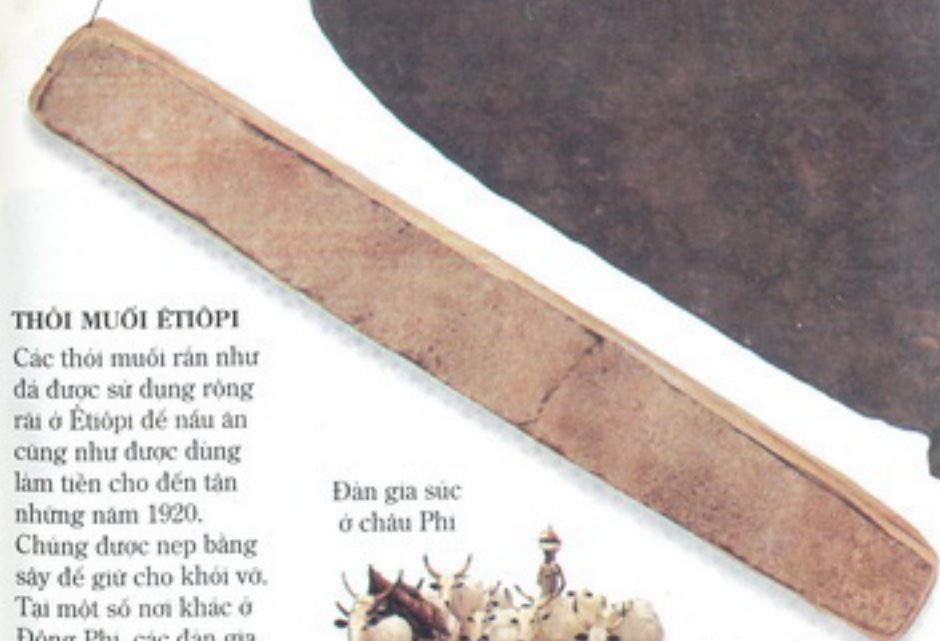 THỎI MUỐI ÊTIÔPI
Các thỏi muối rắn như
đá được sử dụng rộng
rãi ở Êtiôpi để nấu ăn
cũng như được dùng
làm tiền cho đến tận
những năm 1920.
Chúng được nẹp bằng
sậy để giữ cho khỏi vỡ.
Tại một số nơi khác ở
Đông Phi, các đàn gia
Đàn gia súc
ở châu Phi